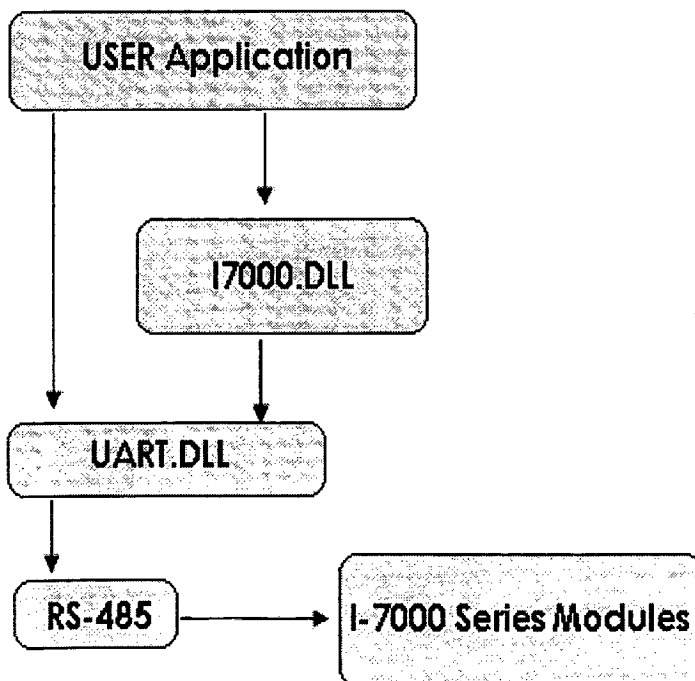 USER Application
I7000.DLL
UART.DLL
RS-485
I-7000 Series Modules